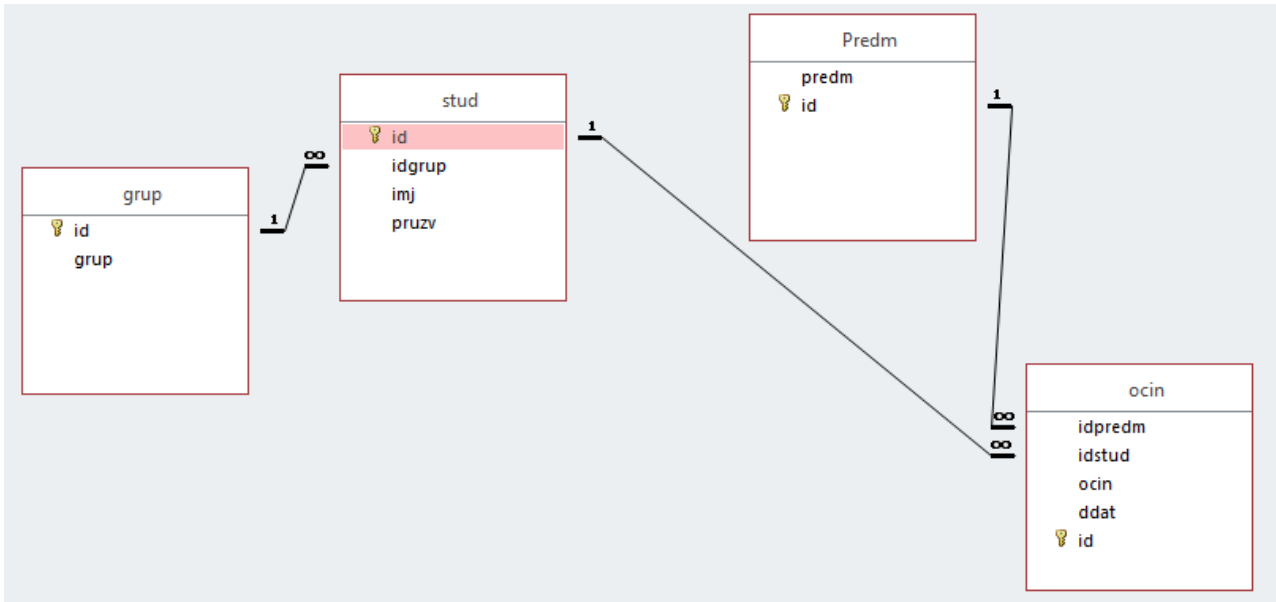 grup
id
grup
1
∞
stud
id
idgrup
imj
pruzv
1
Predm
predm
id
1
∞
∞
ocin
idpredm
idstud
ocin
ddat
id